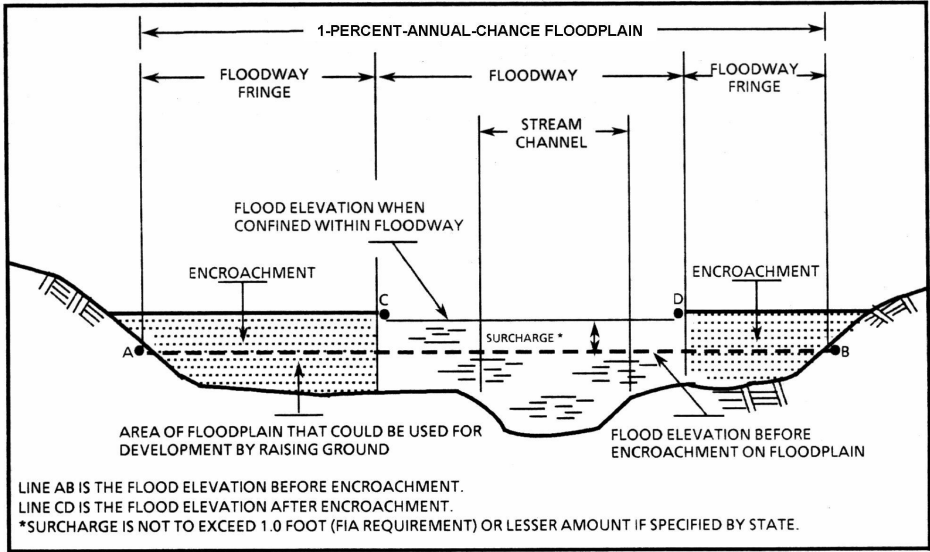 1-PERCENT-ANNUAL-CHANCE FLOODPLAIN
FLOODWAY
FRINGE
FLOODWAY
FLOODWAY
FRINGE
STREAM
CHANNEL
FLOOD ELEVATION WHEN
CONFINED WITHIN FLOODWAY
ENCROACHMENT
ENCROACHMENT
C
D
SURCHARGE *
A
B
AREA OF FLOODPLAIN THAT COULD BE USED FOR
DEVELOPMENT BY RAISING GROUND
FLOOD ELEVATION BEFORE
ENCROACHMENT ON FLOODPLAIN
LINE AB IS THE FLOOD ELEVATION BEFORE ENCROACHMENT.
LINE CD IS THE FLOOD ELEVATION AFTER ENCROACHMENT.
*SURCHARGE IS NOT TO EXCEED 1.0 FOOT (FIA REQUIREMENT) OR LESSER AMOUNT IF SPECIFIED BY STATE.